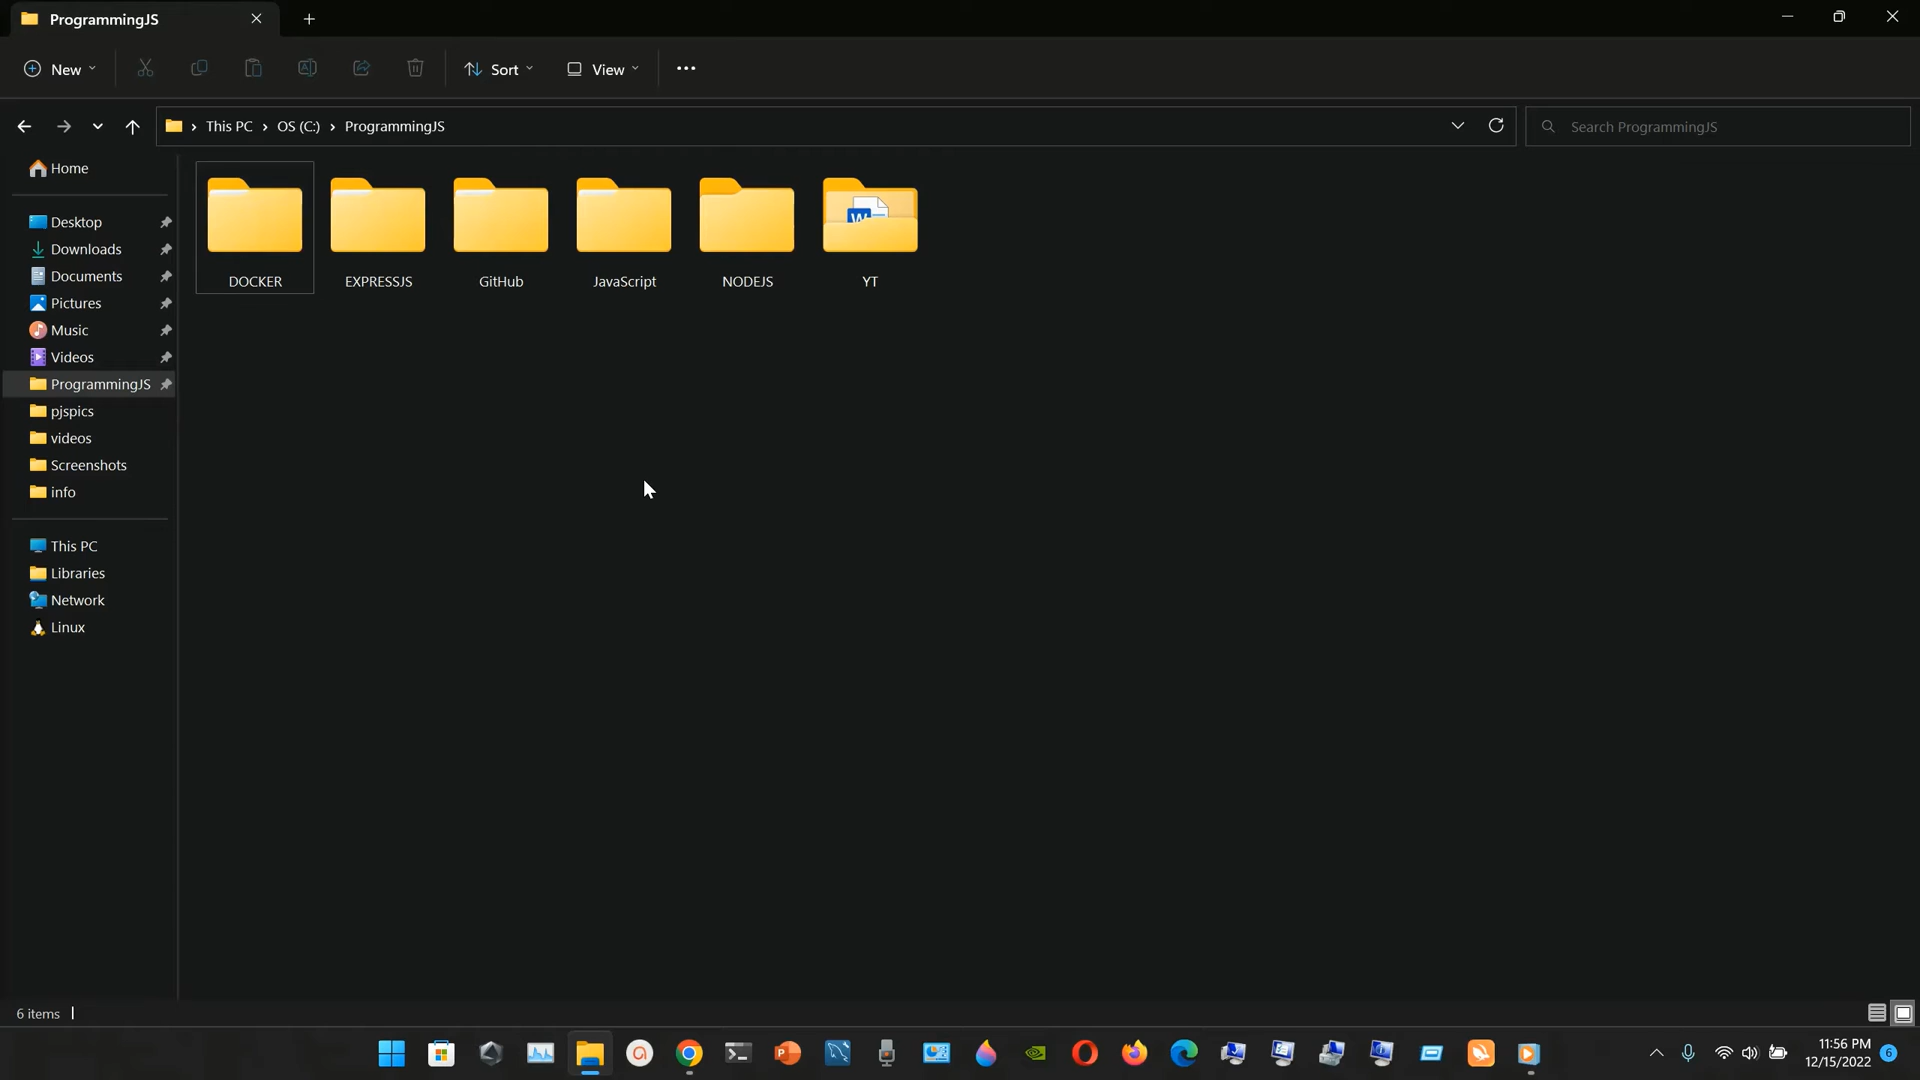 ProgrammingJS
New
Sort
View
This PC
OS (C:)
ProgrammingJS
Search ProgrammingJS
Home
Desktop
Downloads
Documents
Pictures
Music
Videos
ProgrammingJS
pjspics
videos
Screenshots
info
This PC
Libraries
Network
Linux
DOCKER
EXPRESSJS
GitHub
JavaScript
NODEJS
W
YT
6 items
11:56 PM
12/15/2022
6